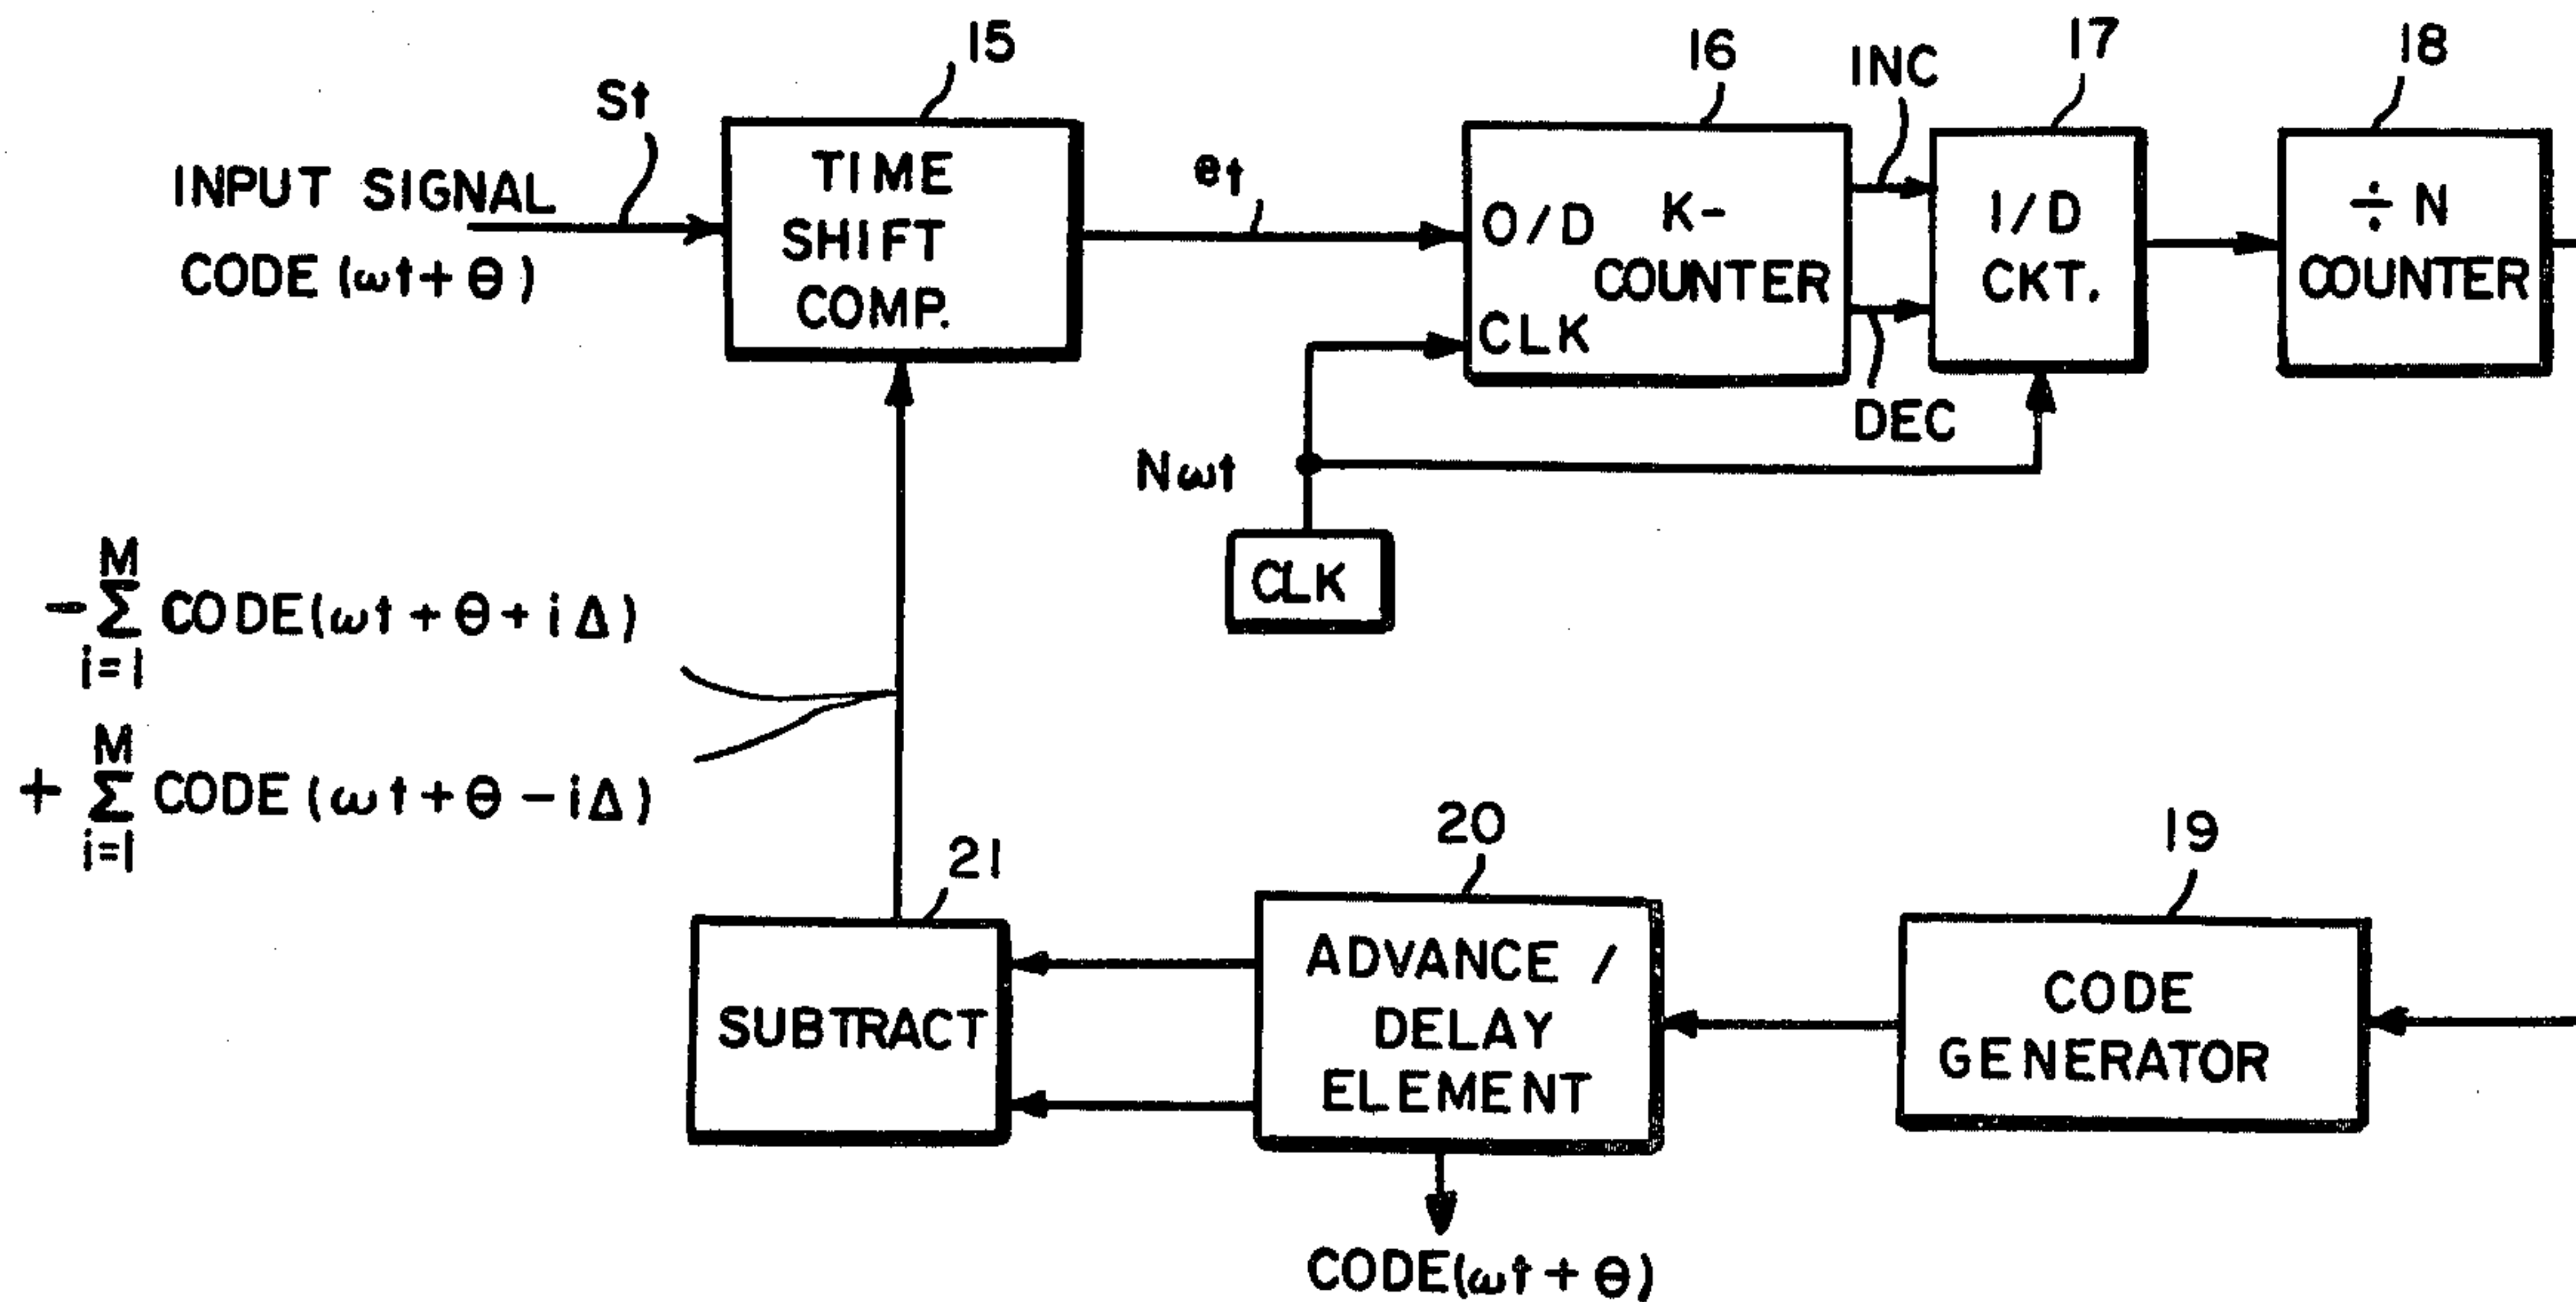 15
16
INC
17
18
St
INPUT SIGNAL
CODE (ωt + θ)
TIME
SHIFT
COMP.
et
O/D
K-
COUNTER
CLK
I/D
CKT.
÷ N
COUNTER
DEC
Nωt
CLK
M
-Σ CODE(ωt + θ + iΔ)
i=1
M
+ Σ CODE (ωt + θ - iΔ)
i=1
21
20
19
SUBTRACT
ADVANCE /
DELAY
ELEMENT
CODE
GENERATOR
CODE(ωt + θ)